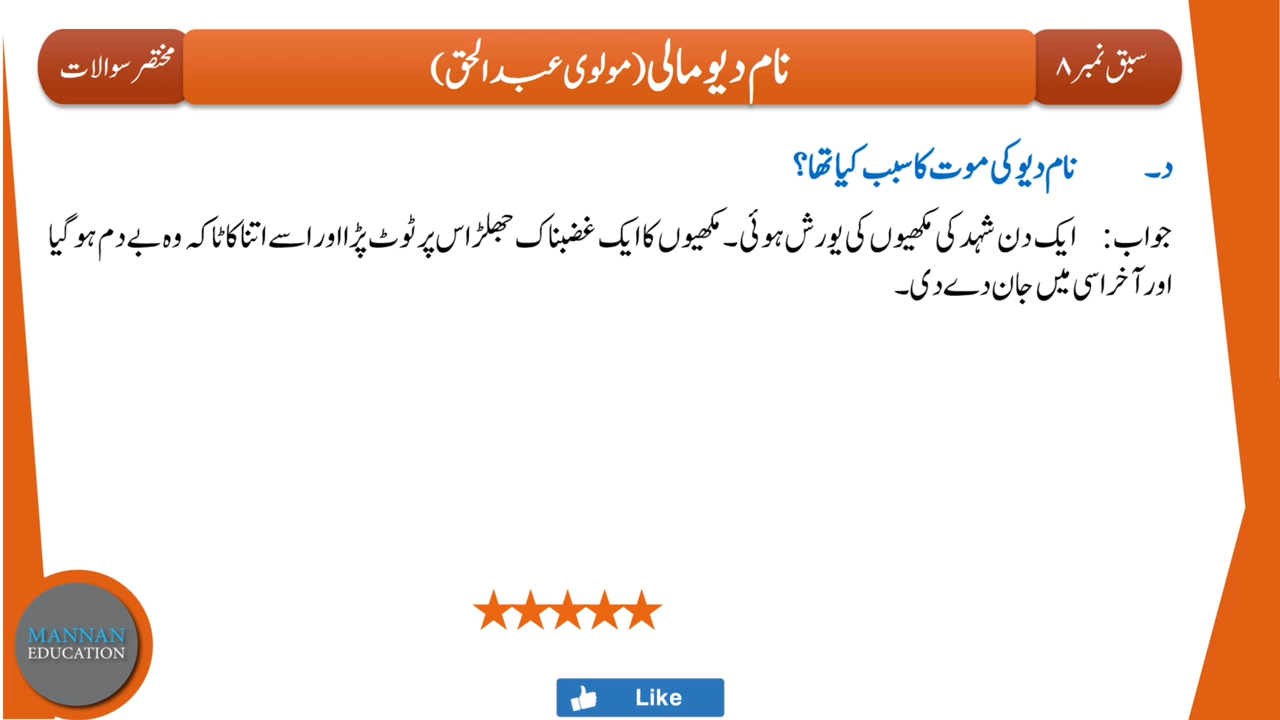 سبق نمبر ۸
نام دیو مالی (مولوی عبدالحق)
مختصر سوالات
د۔ نام دیو کی موت کا سبب کیا تھا؟
جواب: ایک دن شہد کی مکھیوں کی یورش ہوئی۔ مکھیوں کا ایک غضبناک جھلڑ اس پر ٹوٹ پڑا اور اسے اتنا کاٹا کہ وہ بے دم ہو گیا
اور آخر اسی میں جان دے دی۔
MANNAN
EDUCATION
Like